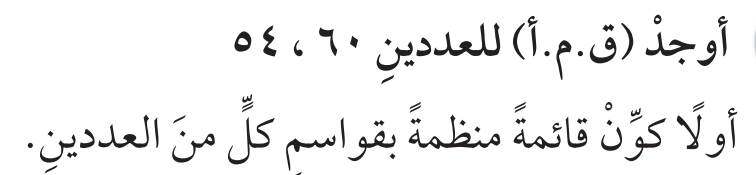 أوجدْ (ق.م.أ) للعددينِ ٦٠ ، ٥٤
أولًا كوِّنْ قائمةً منظمةً بقواسمِ كلٍّ منَ العددينِ.